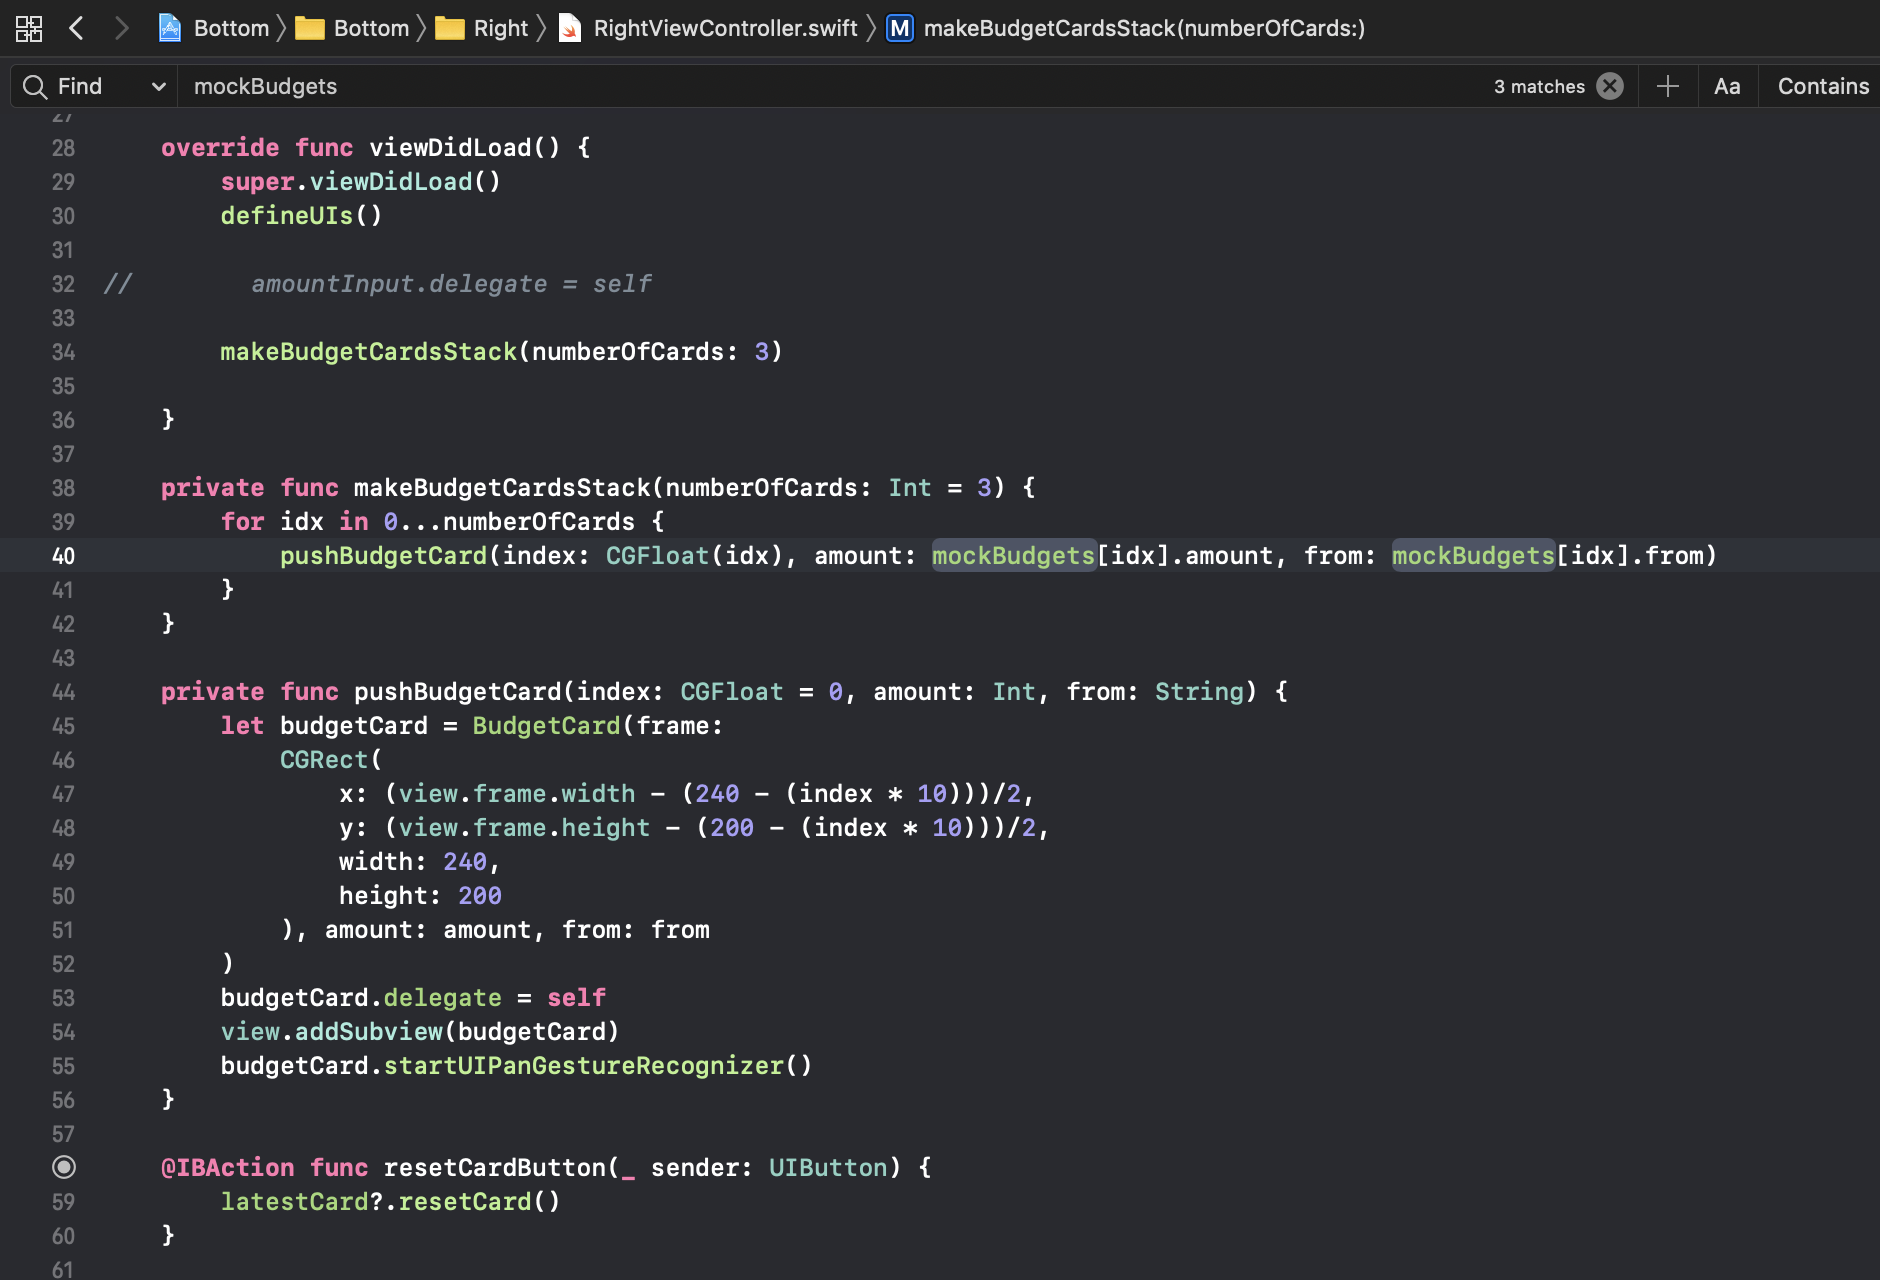 Bottom Bottom Right RightViewController.swift M makeBudgetCardsStack(numberOfCards:)
Find mockBudgets 3 matches Aa Contains
27
28 override func viewDidLoad() {
29 super.viewDidLoad()
30 defineUIs()
31
32 // amountInput.delegate = self
33
34 makeBudgetCardsStack(numberOfCards: 3)
35
36 }
37
38 private func makeBudgetCardsStack(numberOfCards: Int = 3) {
39 for idx in 0...numberOfCards {
40 pushBudgetCard(index: CGFloat(idx), amount: mockBudgets[idx].amount, from: mockBudgets[idx].from)
41 }
42 }
43
44 private func pushBudgetCard(index: CGFloat = 0, amount: Int, from: String) {
45 let budgetCard = BudgetCard(frame:
46 CGRect(
47 x: (view.frame.width - (240 - (index * 10)))/2,
48 y: (view.frame.height - (200 - (index * 10)))/2,
49 width: 240,
50 height: 200
51 ), amount: amount, from: from
52 )
53 budgetCard.delegate = self
54 view.addSubview(budgetCard)
55 budgetCard.startUIPanGestureRecognizer()
56 }
57
@IBAction func resetCardButton(_ sender: UIButton) {
59 latestCard?.resetCard()
60 }
61